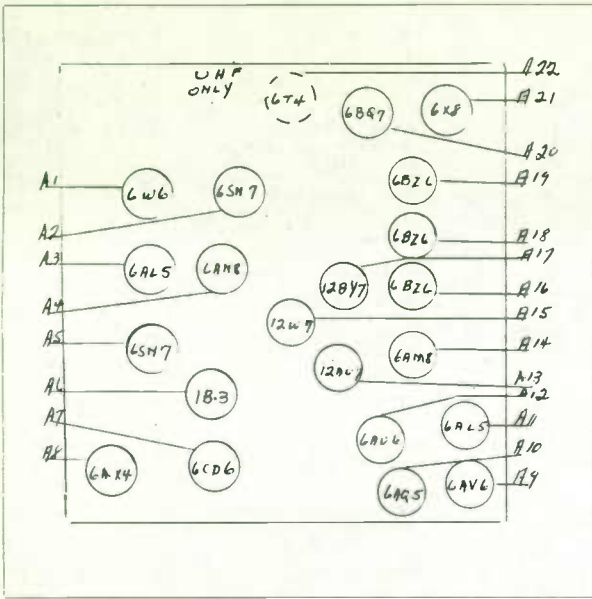 UHF
ONLY
6T4
A22
6BQ7
6X8
A21
A20
A1
6W6
6SN7
6BZ6
A19
A2
6BZ6
A18
A17
A3
6AL5
6AM8
12BY7
6BZ6
A16
A4
12W7
A15
A5
6SN7
6AM8
A14
A13
A6
1B3
A12
A7
6AU6
6AL5
A11
A10
A8
6AX4
6CD6
6AQ5
6AV6
A9